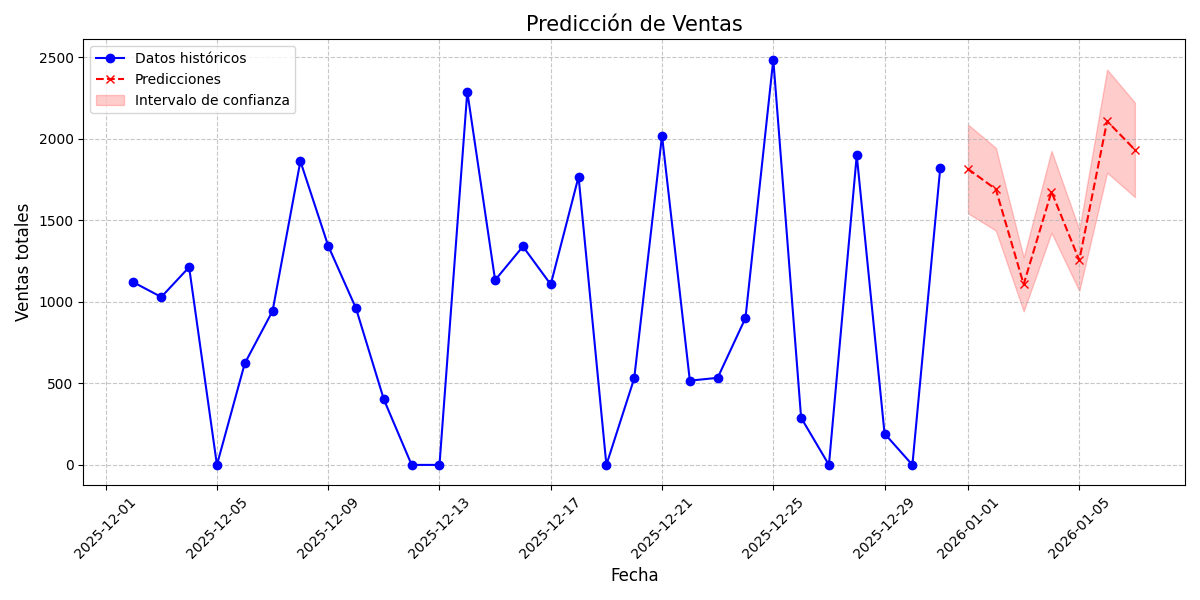 Predicción de Ventas
Datos históricos
Predicciones
Intervalo de confianza
Ventas totales
2500
2000
1500
1000
500
0
2025-12-01
2025-12-05
2025-12-09
2025-12-13
2025-12-17
2025-12-21
2025-12-25
2025-12-29
2026-01-01
2026-01-05
Fecha